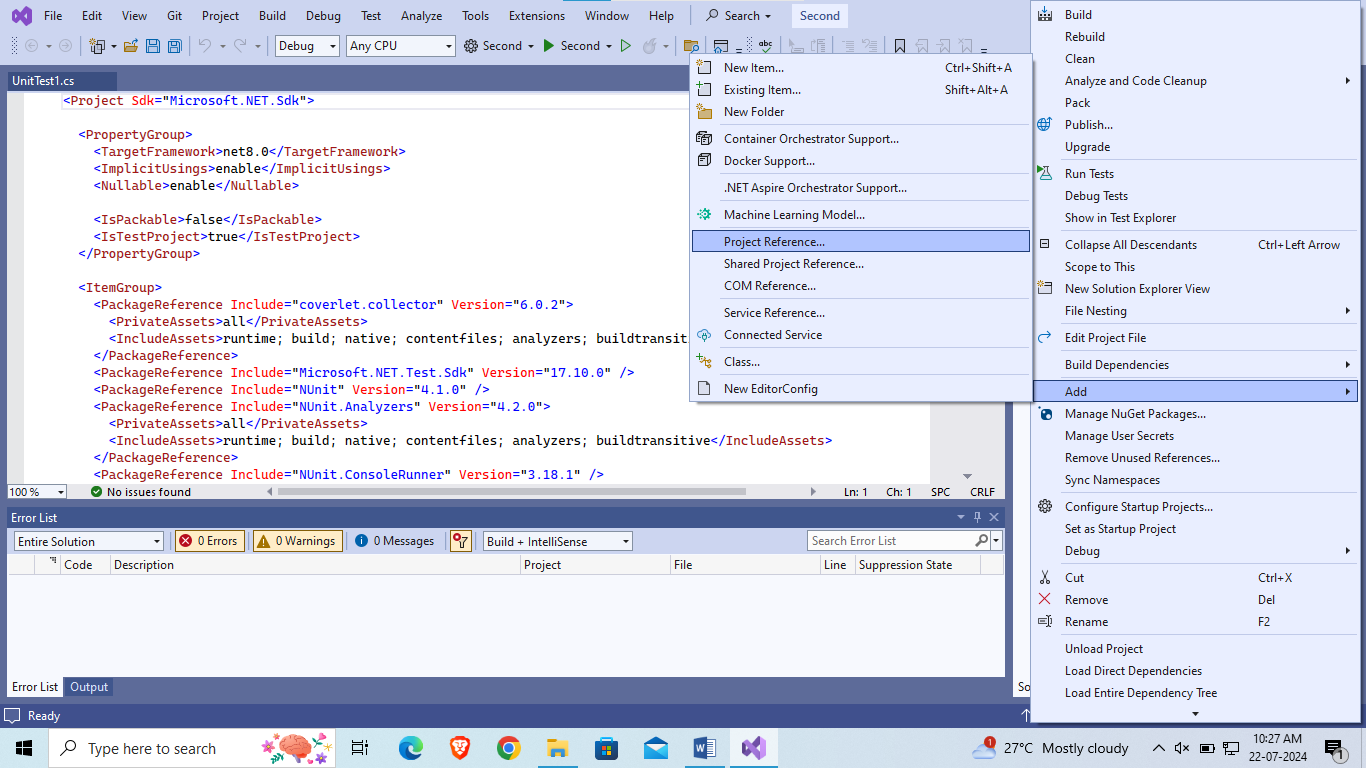 File Edit View Git Project Build Debug Test Analyze Tools Extensions Window Help Search Second
Debug Any CPU Second Second
UnitTest1.cs
<Project Sdk="Microsoft.NET.Sdk">
<PropertyGroup>
<TargetFramework>net8.0</TargetFramework>
<ImplicitUsings>enable</ImplicitUsings>
<Nullable>enable</Nullable>
<IsPackable>false</IsPackable>
<IsTestProject>true</IsTestProject>
</PropertyGroup>
<ItemGroup>
<PackageReference Include="coverlet.collector" Version="6.0.2">
<PrivateAssets>all</PrivateAssets>
<IncludeAssets>runtime; build; native; contentfiles; analyzers; buildtransiti
</PackageReference>
<PackageReference Include="Microsoft.NET.Test.Sdk" Version="17.10.0" />
<PackageReference Include="NUnit" Version="4.1.0" />
<PackageReference Include="NUnit.Analyzers" Version="4.2.0">
<PrivateAssets>all</PrivateAssets>
<IncludeAssets>runtime; build; native; contentfiles; analyzers; buildtransitive</IncludeAssets>
</PackageReference>
<PackageReference Include="NUnit.ConsoleRunner" Version="3.18.1" />
100 % No issues found Ln: 1 Ch: 1 SPC CRLF
New Item... Ctrl+Shift+A
Existing Item... Shift+Alt+A
New Folder
Container Orchestrator Support...
Docker Support...
.NET Aspire Orchestrator Support...
Machine Learning Model...
Project Reference...
Shared Project Reference...
COM Reference...
Service Reference...
Connected Service
Class...
New EditorConfig
Build
Rebuild
Clean
Analyze and Code Cleanup
Pack
Publish...
Upgrade
Run Tests
Debug Tests
Show in Test Explorer
Collapse All Descendants Ctrl+Left Arrow
Scope to This
New Solution Explorer View
File Nesting
Edit Project File
Build Dependencies
Add
Manage NuGet Packages...
Manage User Secrets
Remove Unused References...
Sync Namespaces
Configure Startup Projects...
Set as Startup Project
Debug
Cut Ctrl+X
Remove Del
Rename F2
Unload Project
Load Direct Dependencies
Load Entire Dependency Tree
Error List
Entire Solution 0 Errors 0 Warnings 0 Messages Build + IntelliSense Search Error List
Code Description Project File Line Suppression State
Error List Output So
Ready
Type here to search 1 27°C Mostly cloudy 10:27 AM
22-07-2024 1